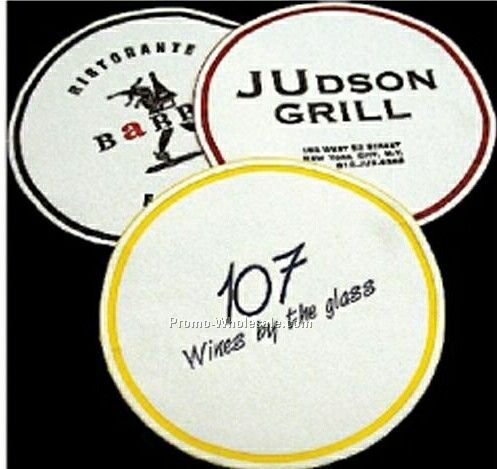 RISTORANTE
BaRB
JUDSON
GRILL
NEW YORK CITY, N.Y.
107
Wines by the glass
Promo-Wholesale.com